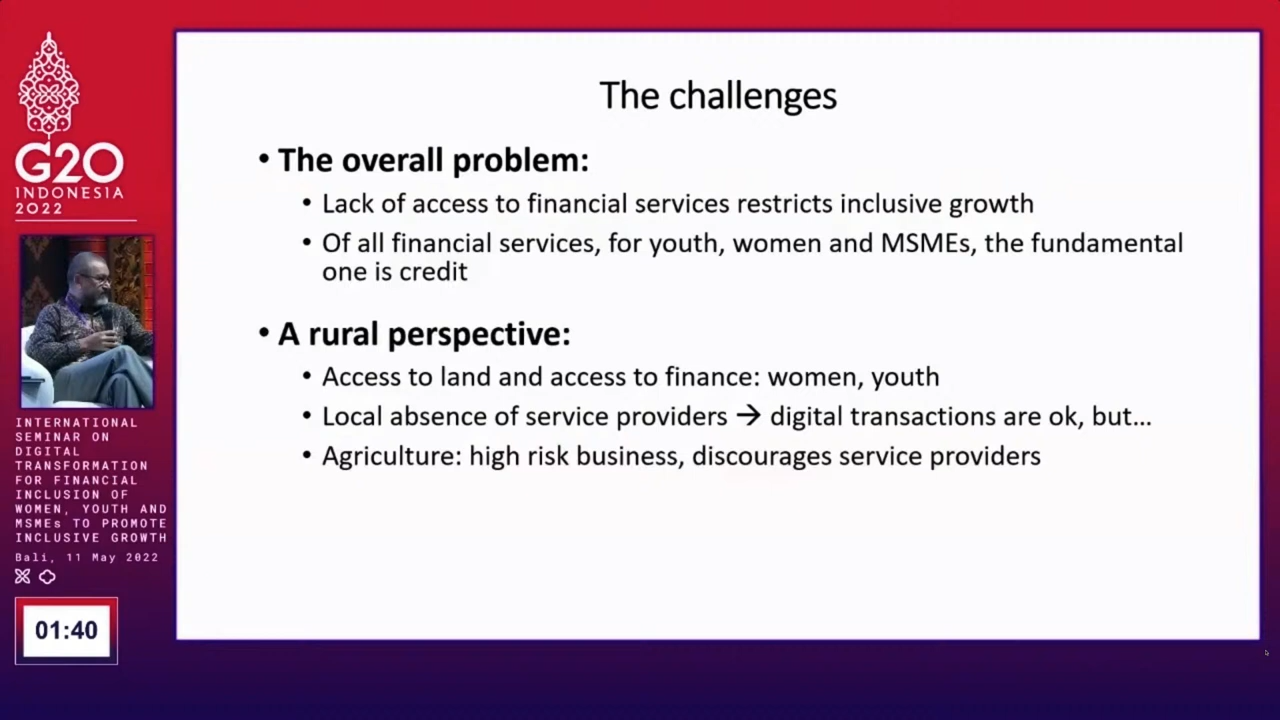 G20
INDONESIA
2022
INTERNATIONAL
SEMINAR ON
DIGITAL
TRANSFORMATION
FOR FINANCIAL
INCLUSION OF
WOMEN, YOUTH AND
MSMEs TO PROMOTE
INCLUSIVE GROWTH
Bali, 11 May 2022
01:40
The challenges
• The overall problem:
• Lack of access to financial services restricts inclusive growth
• Of all financial services, for youth, women and MSMEs, the fundamental
one is credit
• A rural perspective:
• Access to land and access to finance: women, youth
• Local absence of service providers → digital transactions are ok, but…
• Agriculture: high risk business, discourages service providers